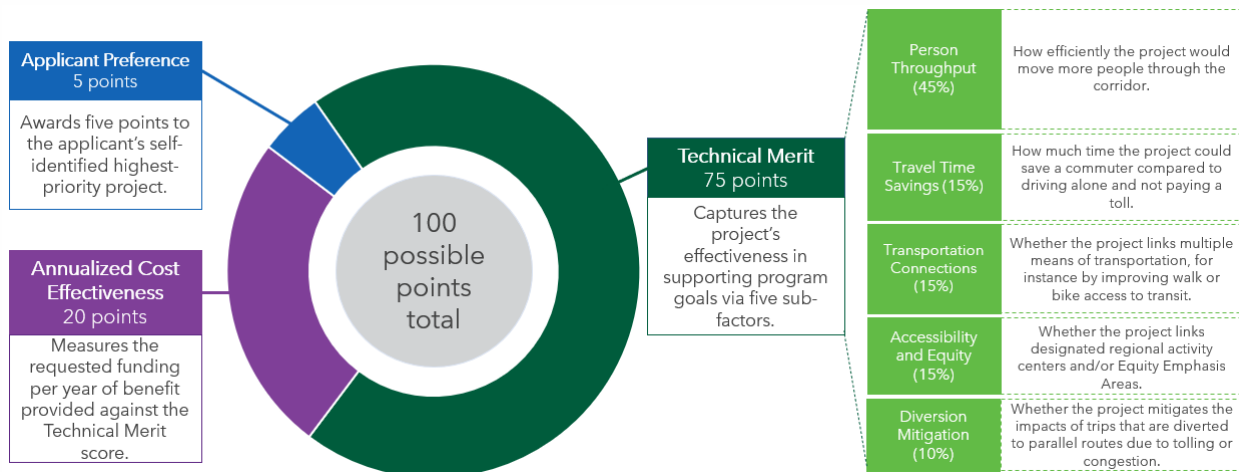 Applicant Preference
5 points
Awards five points to
the applicant's self-
identified highest-
priority project.
Annualized Cost
Effectiveness
20 points
Measures the
requested funding
per year of benefit
provided against the
Technical Merit
score.
100
possible
points
total
Technical Merit
75 points
Captures the
project's
effectiveness in
supporting program
goals via five sub-
factors.
Person
Throughput
(45%)
How efficiently the project would
move more people through the
corridor.
Travel Time
Savings (15%)
How much time the project could
save a commuter compared to
driving alone and not paying a
toll.
Transportation
Connections
(15%)
Whether the project links multiple
means of transportation, for
instance by improving walk or
bike access to transit.
Accessibility
and Equity
(15%)
Whether the project links
designated regional activity
centers and/or Equity Emphasis
Areas.
Diversion
Mitigation
(10%)
Whether the project mitigates the
impacts of trips that are diverted
to parallel routes due to tolling or
congestion.